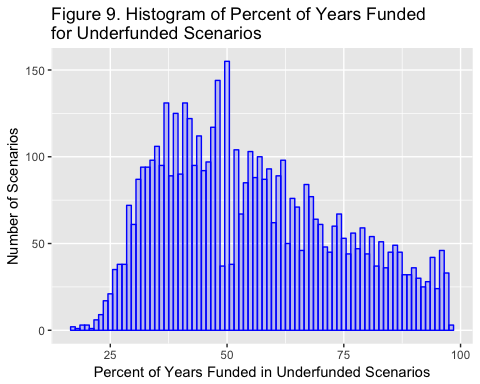 Figure 9. Histogram of Percent of Years Funded
for Underfunded Scenarios
150
100
50
0
Number of Scenarios
25 50 75 100
Percent of Years Funded in Underfunded Scenarios